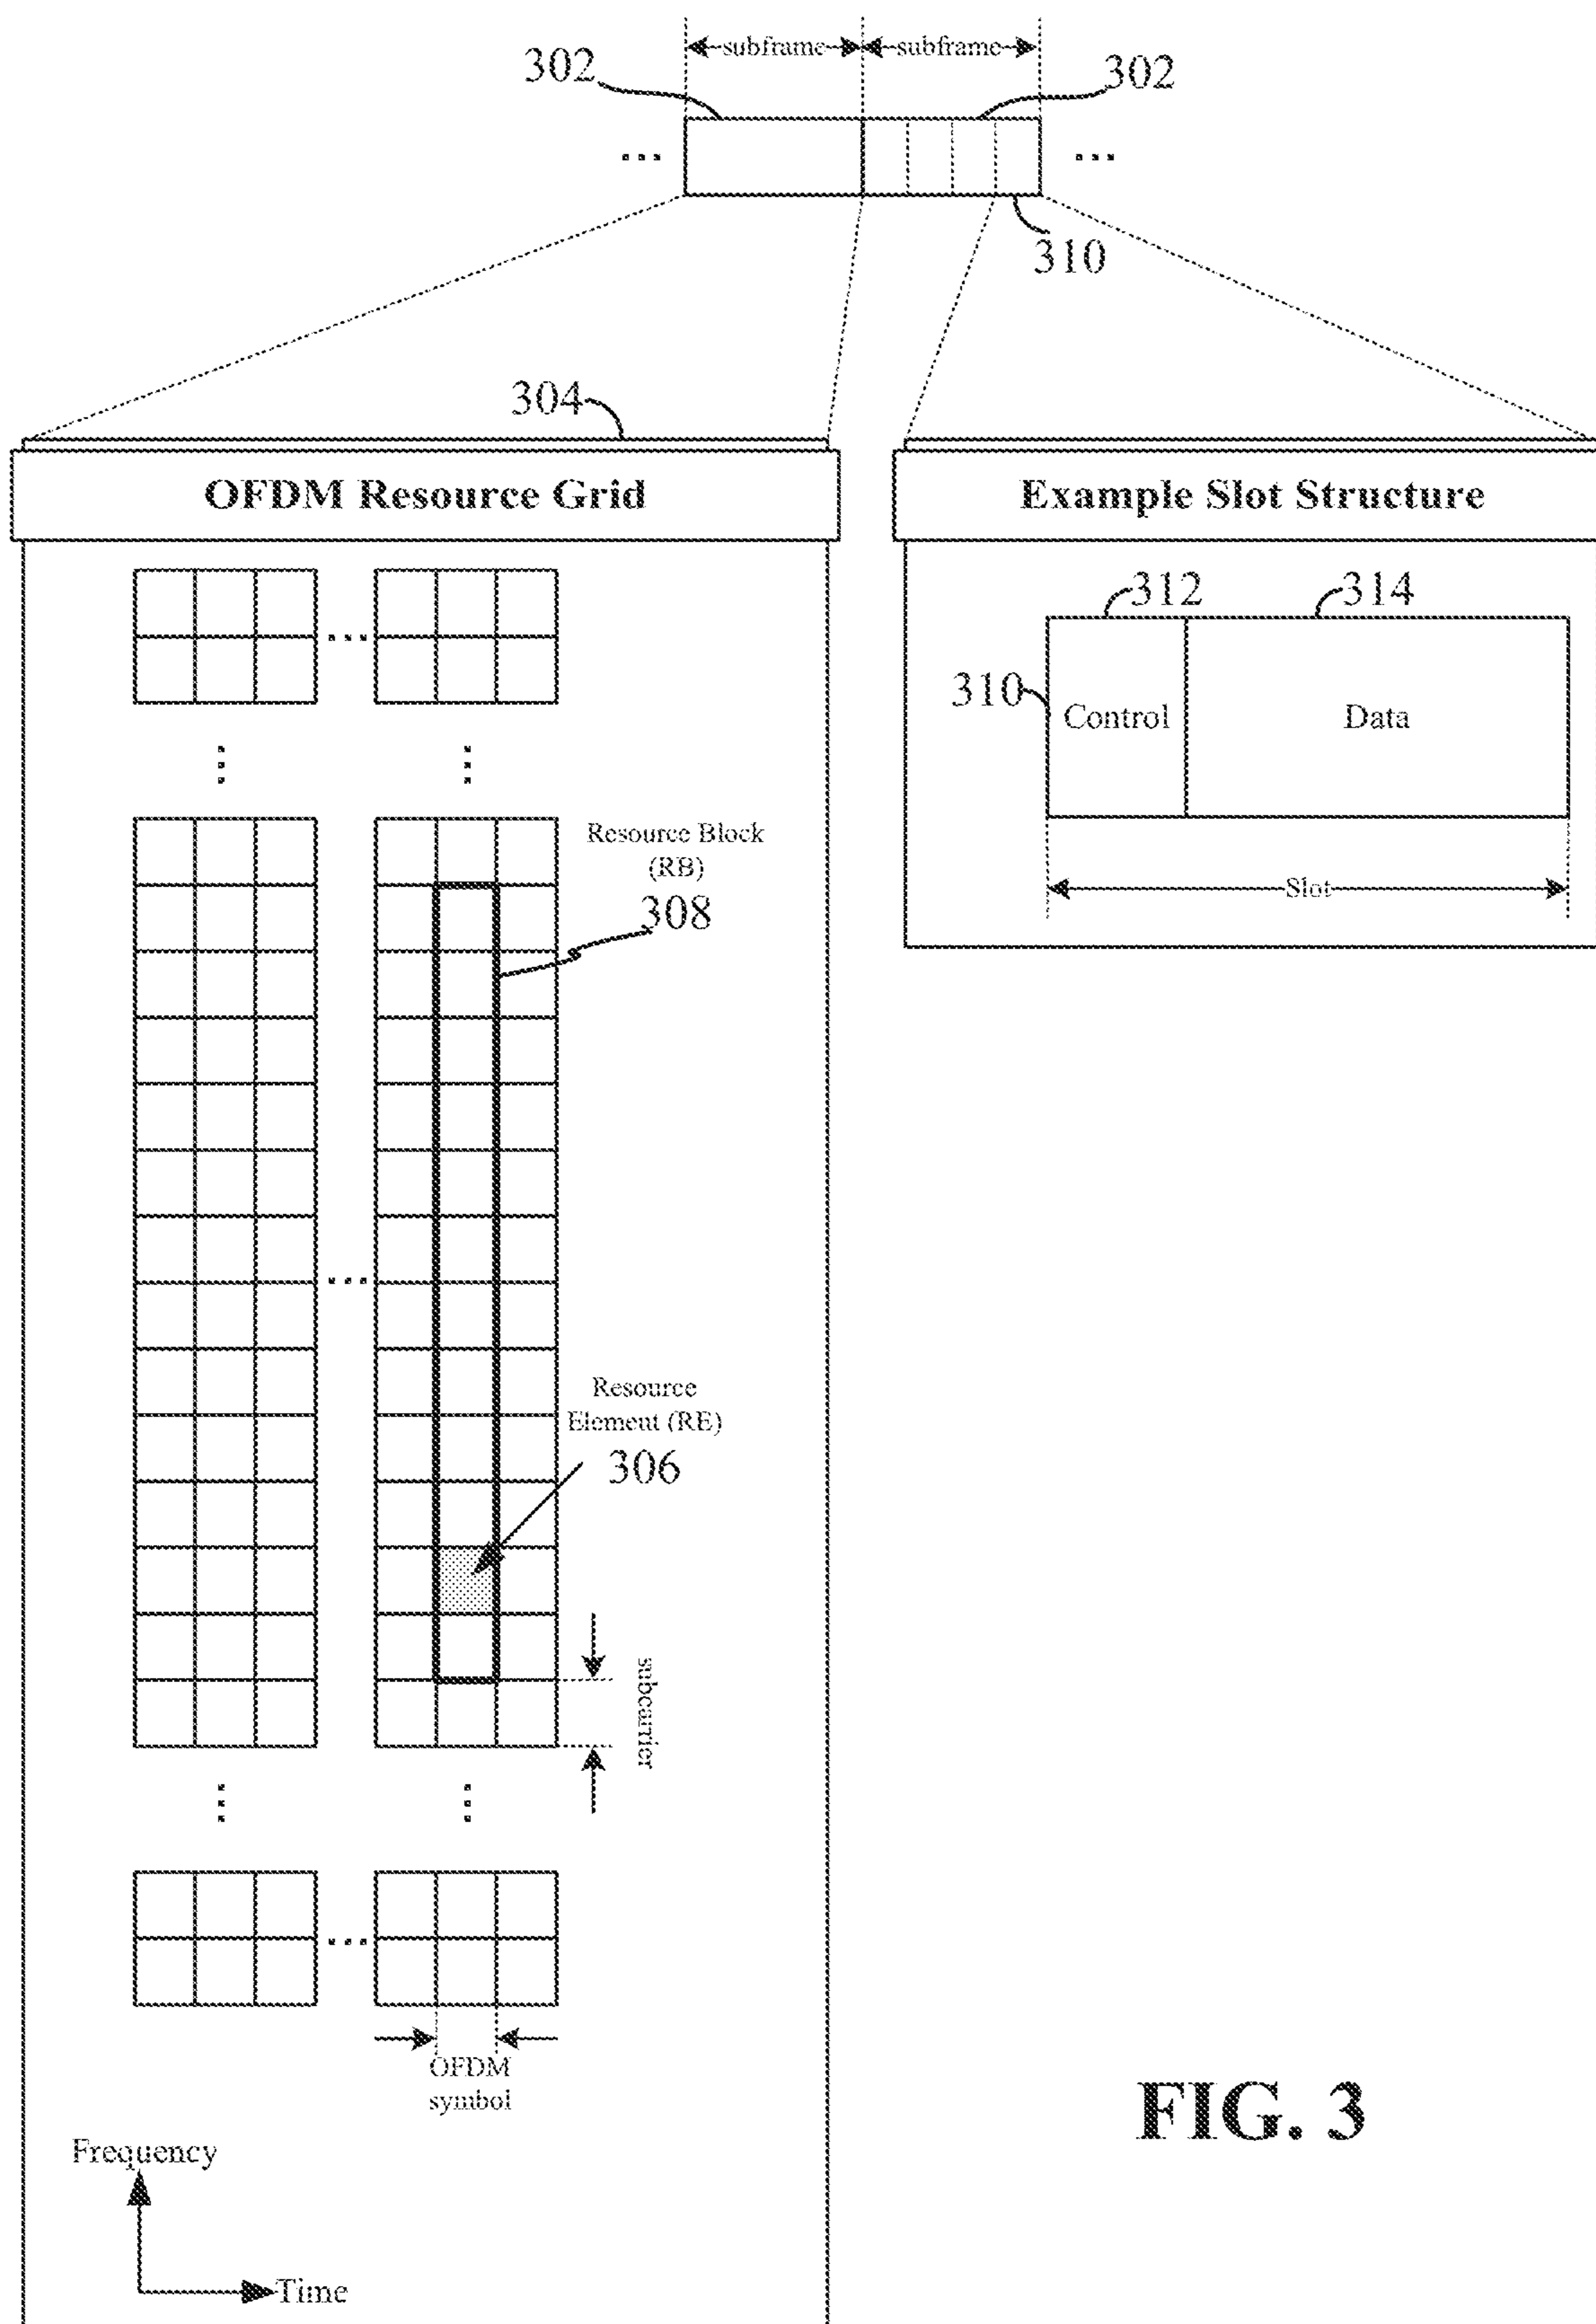 subframe subframe
302 302
... ...
310
304
OFDM Resource Grid
Example Slot Structure
312 314
310
Control Data
Slot
Resource Block
(RB)
308
Resource
Element (RE)
306
subcarrier
OFDM
symbol
Frequency
Time
FIG. 3